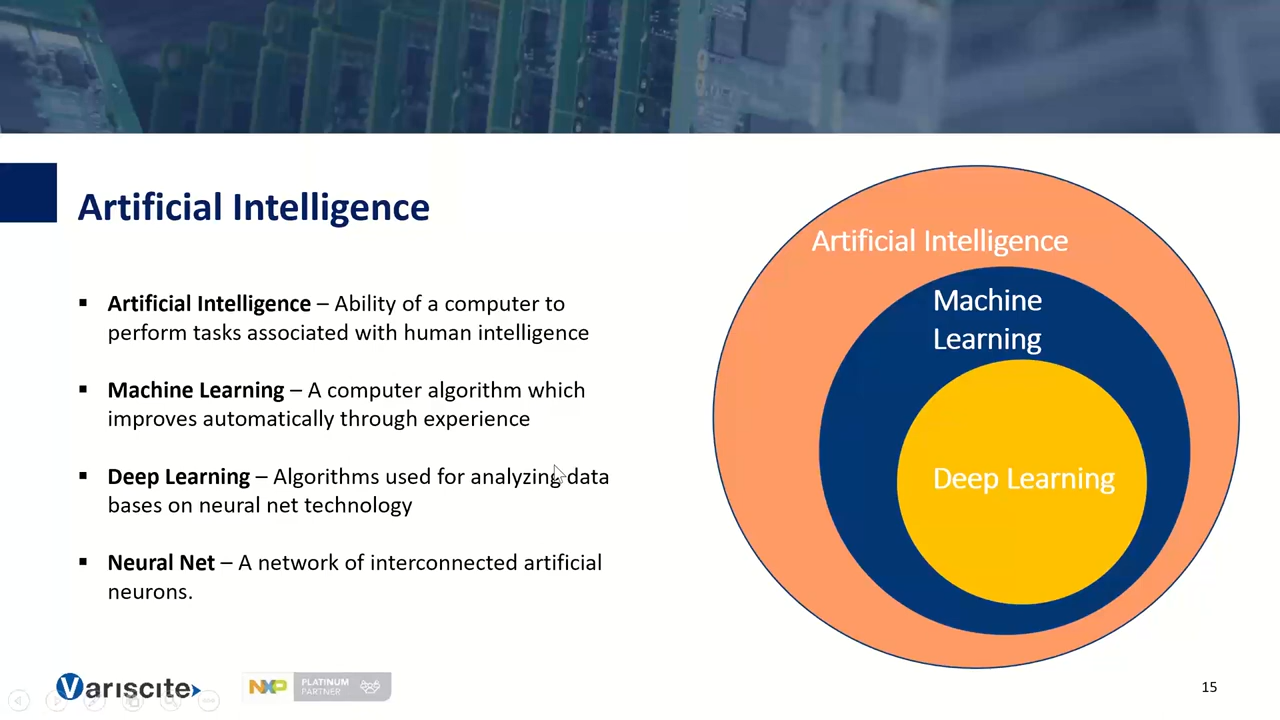 Artificial Intelligence
▪ Artificial Intelligence – Ability of a computer to
perform tasks associated with human intelligence
▪ Machine Learning – A computer algorithm which
improves automatically through experience
▪ Deep Learning – Algorithms used for analyzing data
bases on neural net technology
▪ Neural Net – A network of interconnected artificial
neurons.
Artificial Intelligence
Machine
Learning
Deep Learning
VARISCITE
NXP
PLATINUM
PARTNER
15